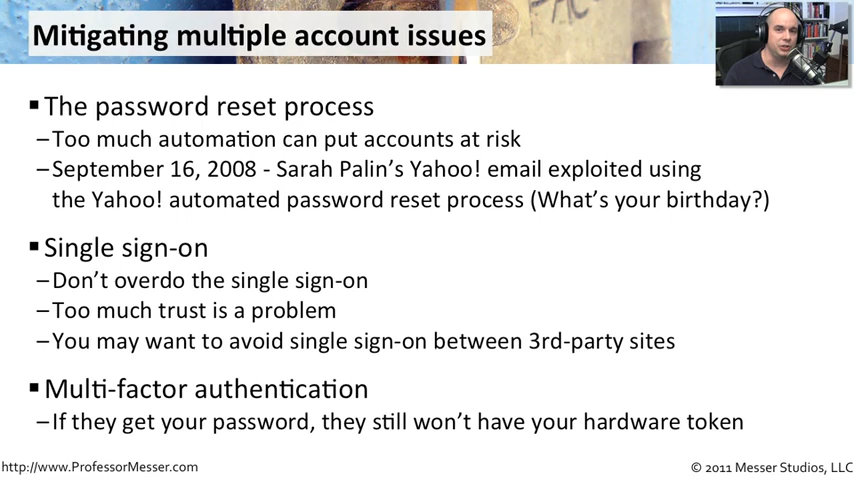 Mitigating multiple account issues
▪ The password reset process
– Too much automation can put accounts at risk
– September 16, 2008 - Sarah Palin's Yahoo! email exploited using
the Yahoo! automated password reset process (What's your birthday?)
▪ Single sign-on
– Don't overdo the single sign-on
– Too much trust is a problem
– You may want to avoid single sign-on between 3rd-party sites
▪ Multi-factor authentication
– If they get your password, they still won't have your hardware token
http://www.ProfessorMesser.com
© 2011 Messer Studios, LLC